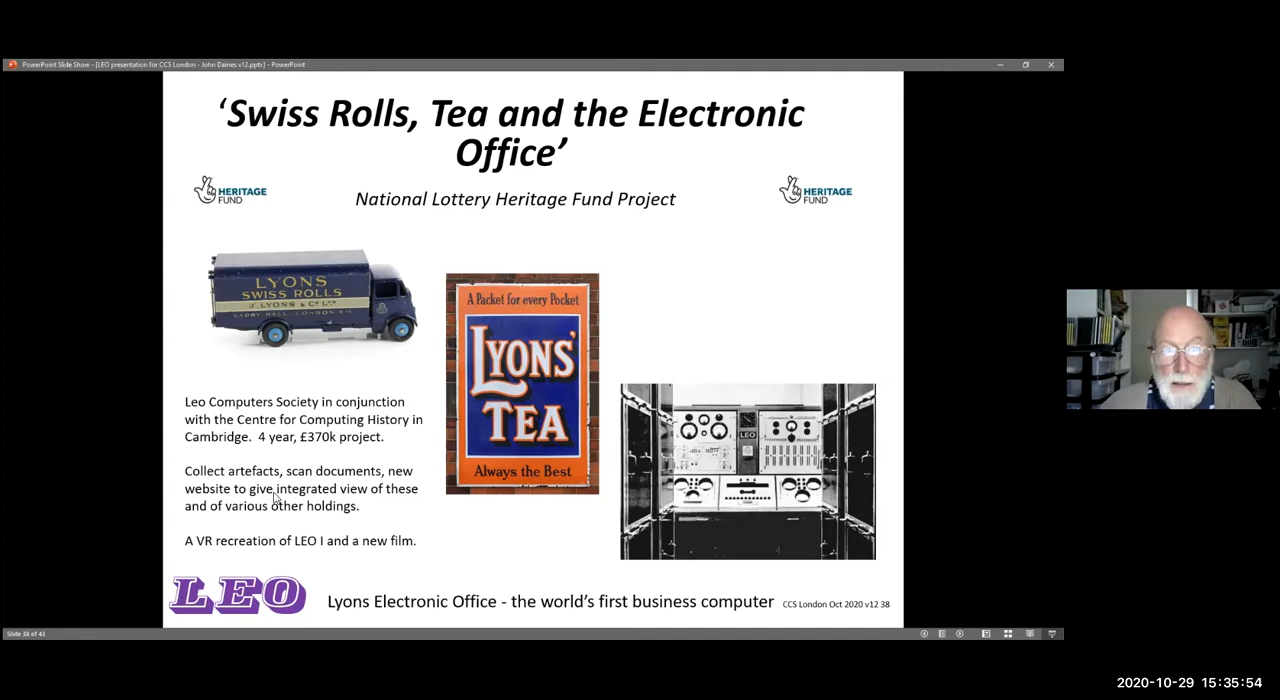 PowerPoint Slide Show - [LEO presentation for CCS London - John Daines v12.pptx] - PowerPoint
‘Swiss Rolls, Tea and the Electronic
Office’
HERITAGE
FUND
National Lottery Heritage Fund Project
HERITAGE
FUND
LYONS
SWISS ROLLS
J. LYONS & Co LTD
CADBY HALL, LONDON W.14
A Packet for every Pocket
LYONS'
TEA
Always the Best
LEO
Leo Computers Society in conjunction
with the Centre for Computing History in
Cambridge. 4 year, £370k project.
Collect artefacts, scan documents, new
website to give integrated view of these
and of various other holdings.
A VR recreation of LEO I and a new film.
LEO
Lyons Electronic Office - the world’s first business computer
CCS London Oct 2020 v12 38
Slide 38 of 43
2020-10-29 15:35:54